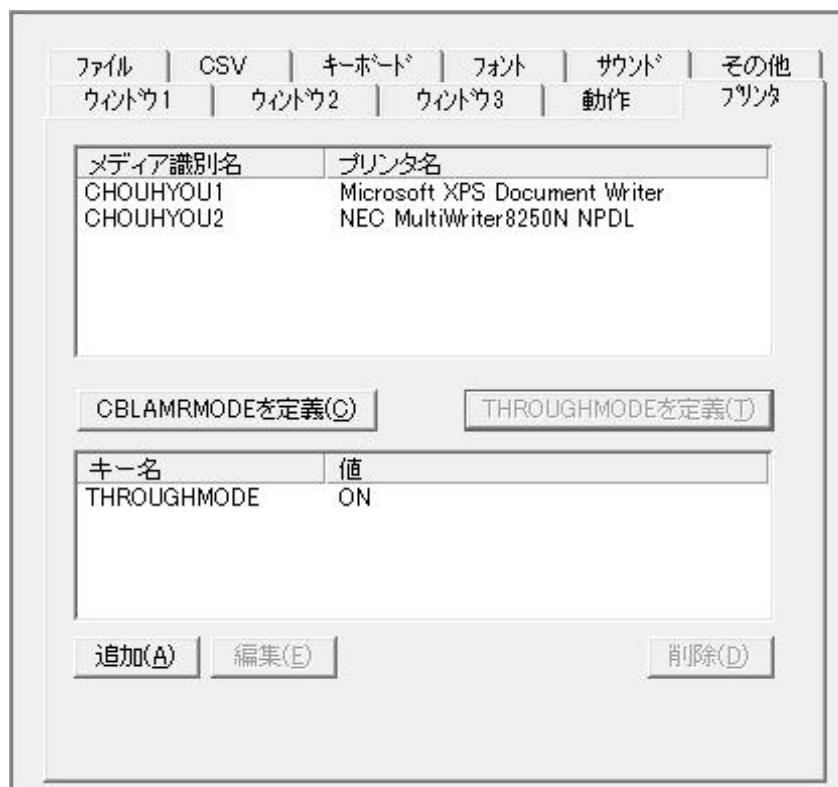 ファイル CSV キーボード フォント サウンド その他
ウィンドウ1 ウィンドウ2 ウィンドウ3 動作 プリンタ
メディア識別名 プリンタ名
CHOUHYOU1 Microsoft XPS Document Writer
CHOUHYOU2 NEC MultiWriter8250N NPDL
CBLAMRMODEを定義(C) THROUGHMODEを定義(T)
キー名 値
THROUGHMODE ON
追加(A) 編集(E) 削除(D)